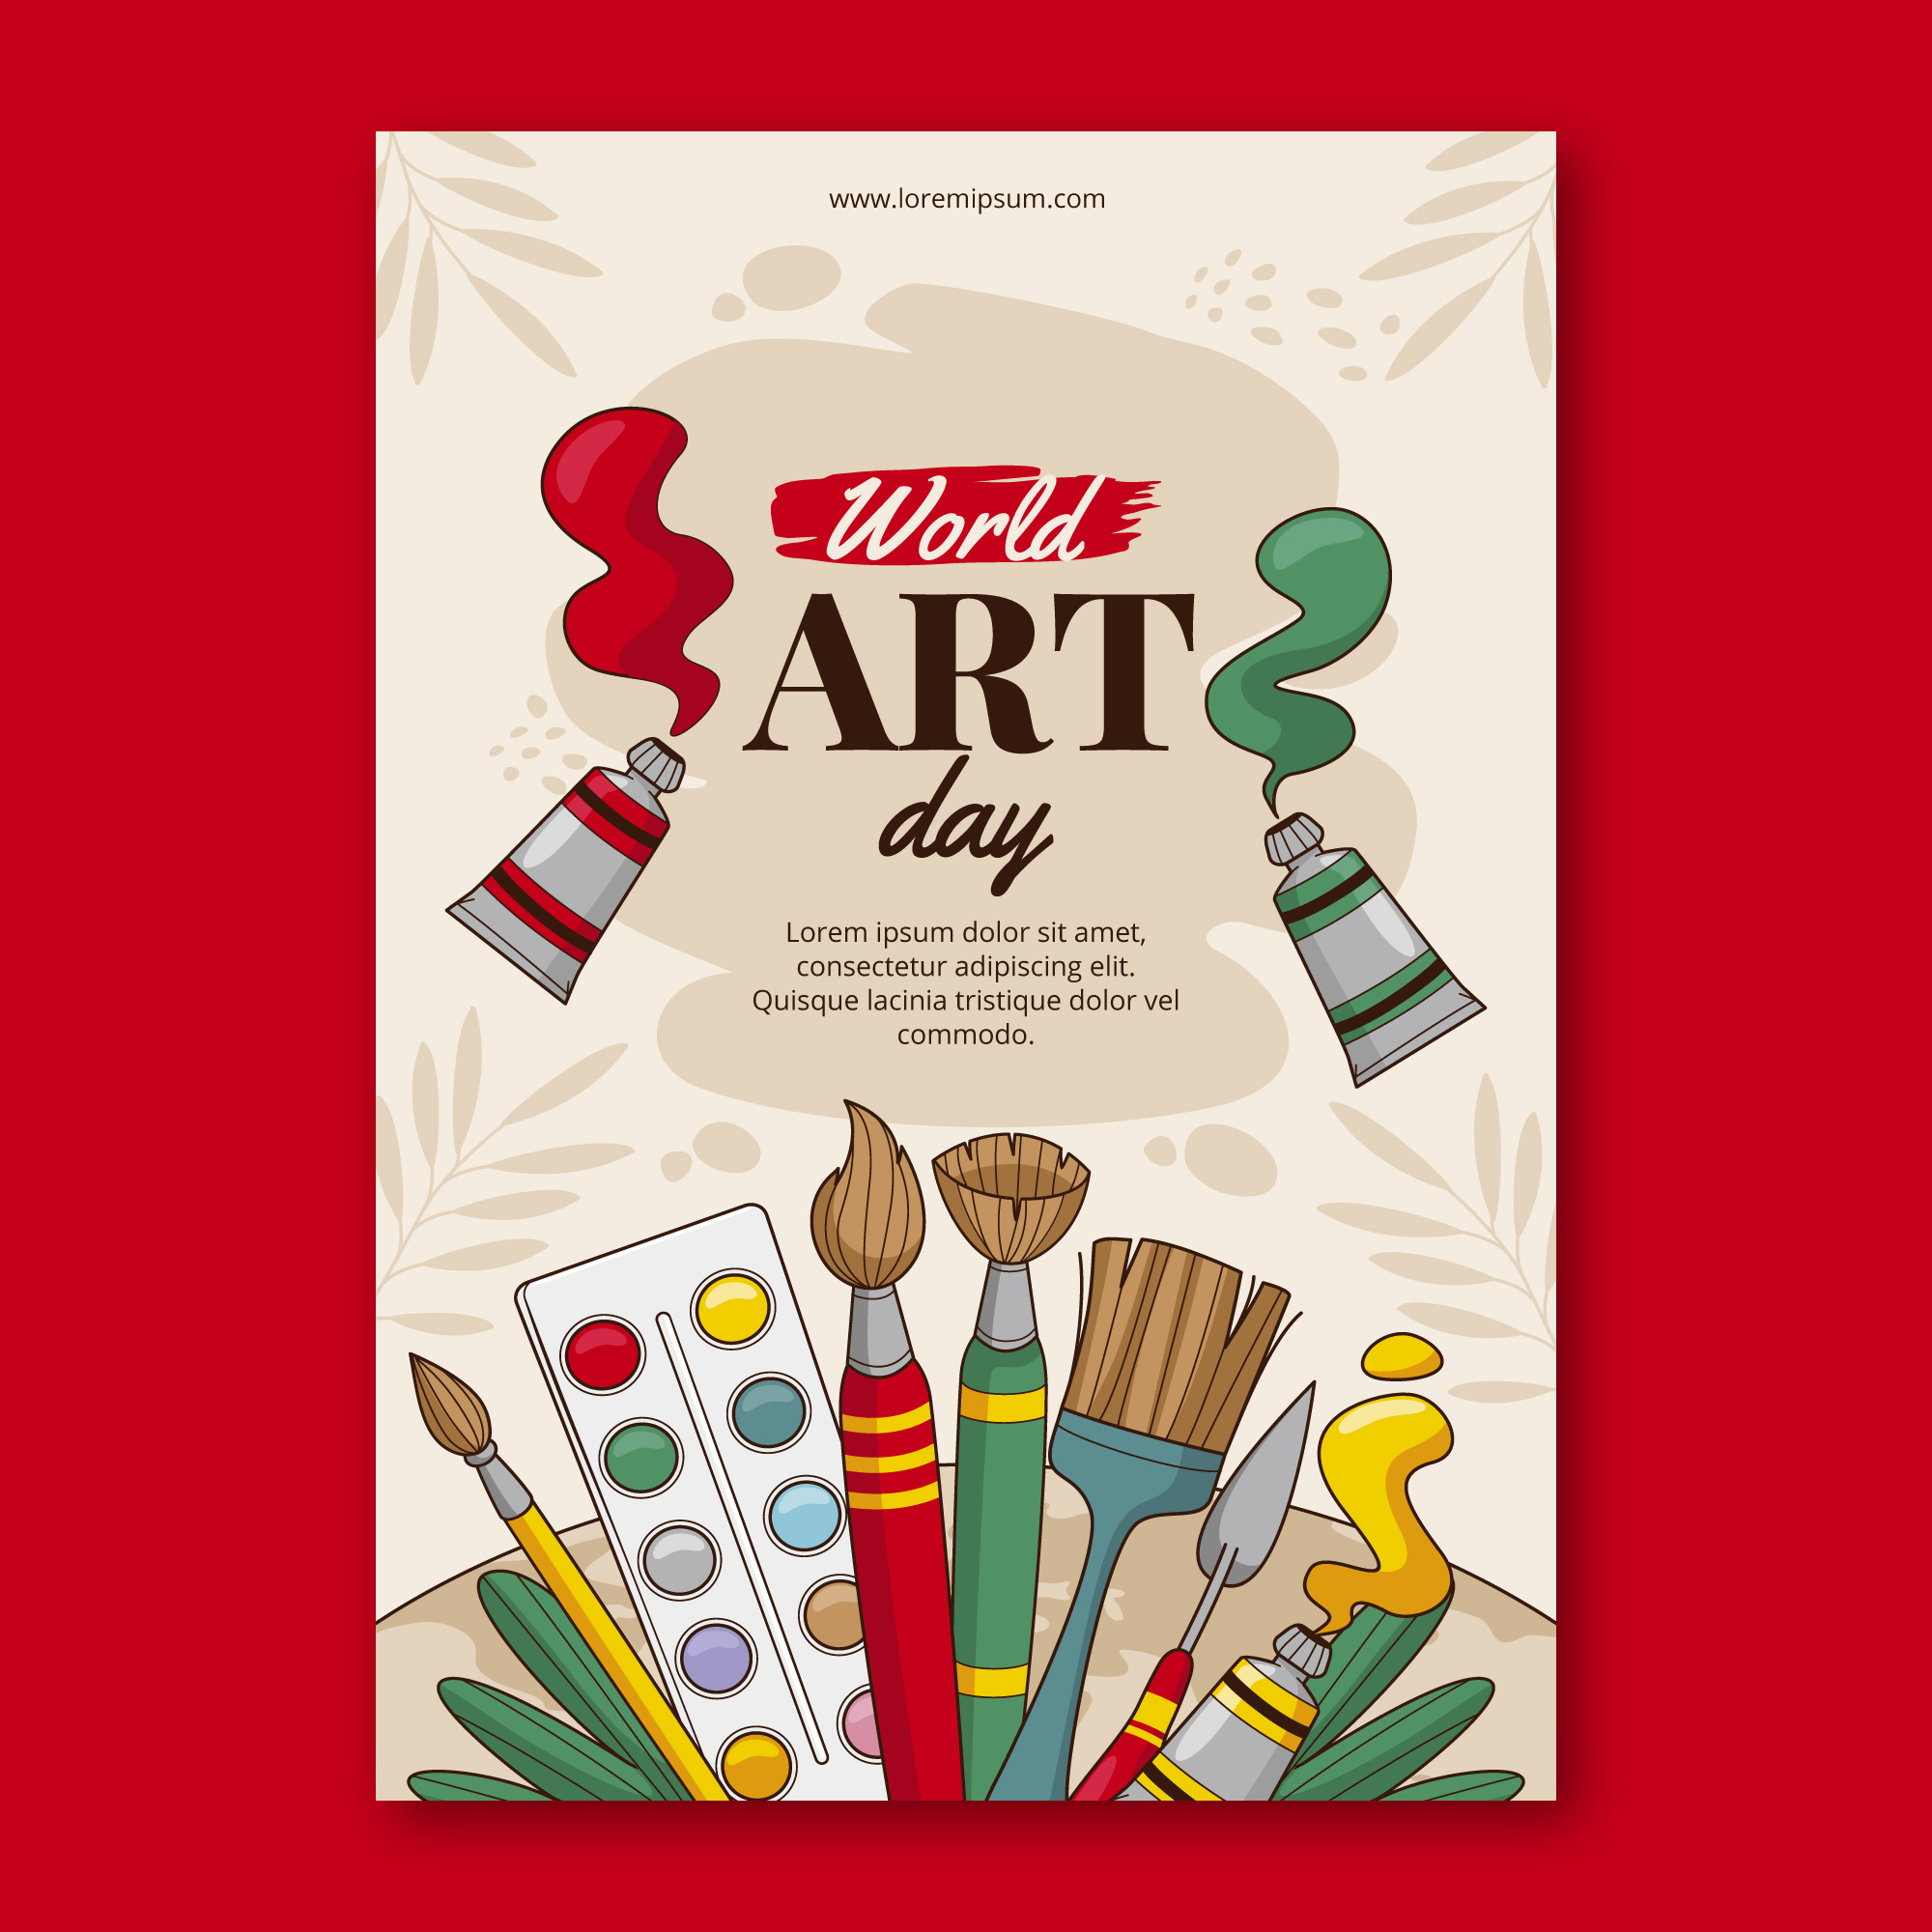 www.loremipsum.com
World
ART
day
Lorem ipsum dolor sit amet,
consectetur adipiscing elit.
Quisque lacinia tristique dolor vel
commodo.